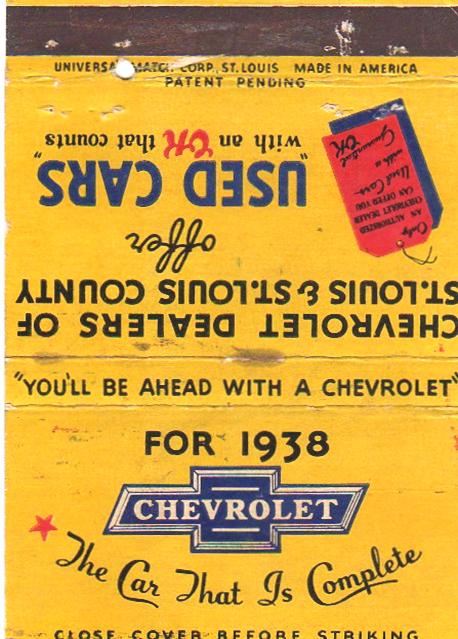 UNIVERSAL MATCH CORP., ST. LOUIS MADE IN AMERICA
PATENT PENDING
CHEVROLET DEALERS OF
ST. LOUIS & ST. LOUIS COUNTY
offer
"USED CARS"
with an OK that counts
Only
AN AUTHORIZED
CHEVROLET DEALER
CAN OFFER YOU
Used Cars
with a
Guaranteed
OK
"YOU'LL BE AHEAD WITH A CHEVROLET"
FOR 1938
CHEVROLET
The Car That Is Complete
CLOSE COVER BEFORE STRIKING